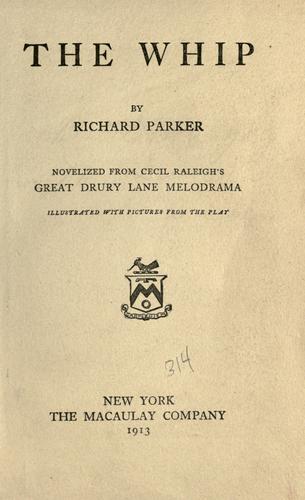 THE WHIP
BY
RICHARD PARKER
NOVELIZED FROM CECIL RALEIGH'S
GREAT DRURY LANE MELODRAMA
ILLUSTRATED WITH PICTURES FROM THE PLAY
314
NEW YORK
THE MACAULAY COMPANY
1913